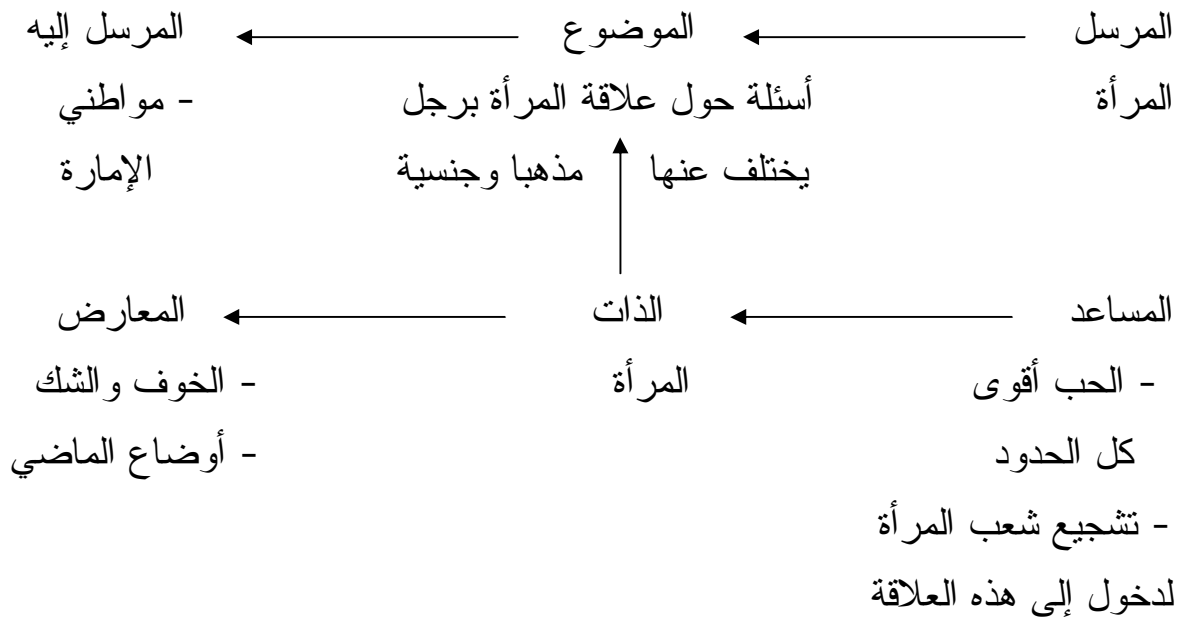 المرسل الموضوع المرسل إليه
المرأة أسئلة حول علاقة المرأة برجل - مواطني
يختلف عنها مذهبا وجنسية الإمارة
المساعد الذات المعارض
- الحب أقوى المرأة - الخوف والشك
كل الحدود - أوضاع الماضي
- تشجيع شعب المرأة
لدخول إلى هذه العلاقة